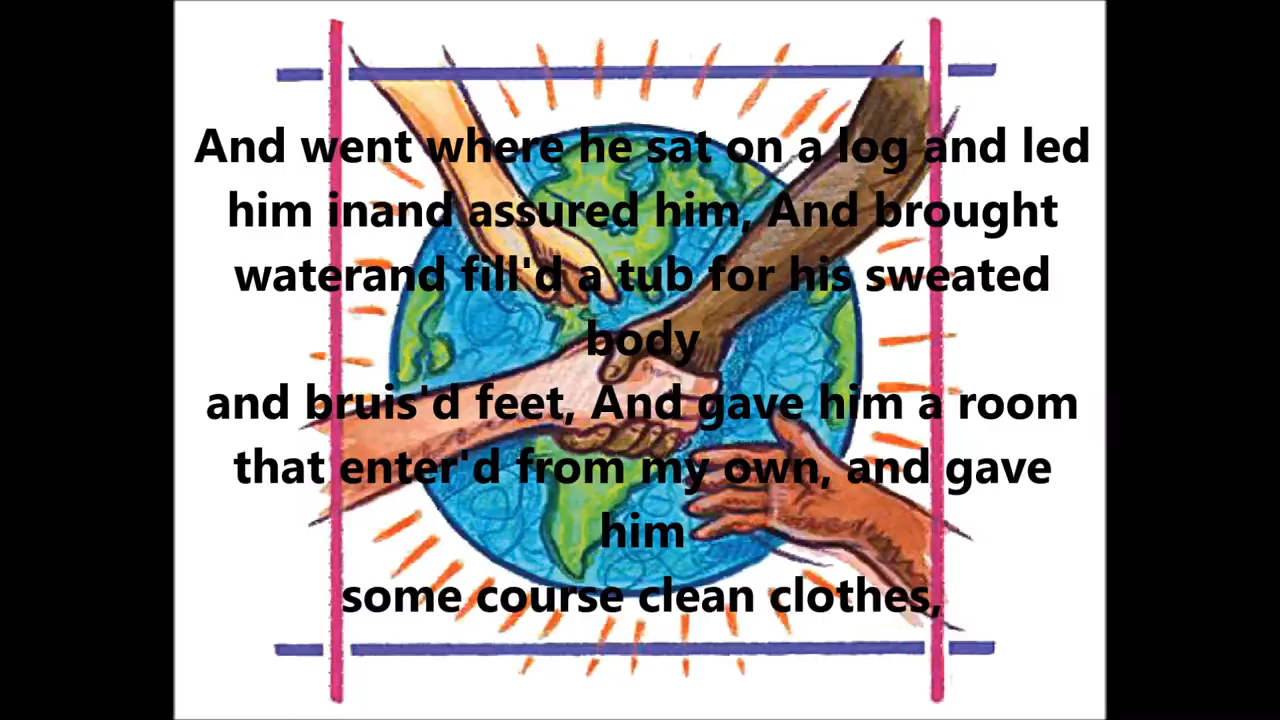 And went where he sat on a log and led
him inand assured him, And brought
waterand fill'd a tub for his sweated
body
and bruis'd feet, And gave him a room
that enter'd from my own, and gave
him
some course clean clothes,